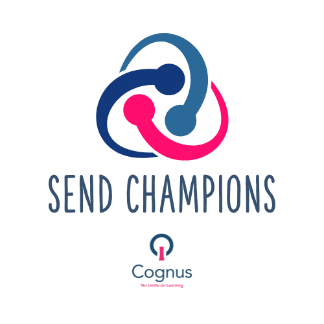 SEND CHAMPIONS
Cognus
No Limits on Learning